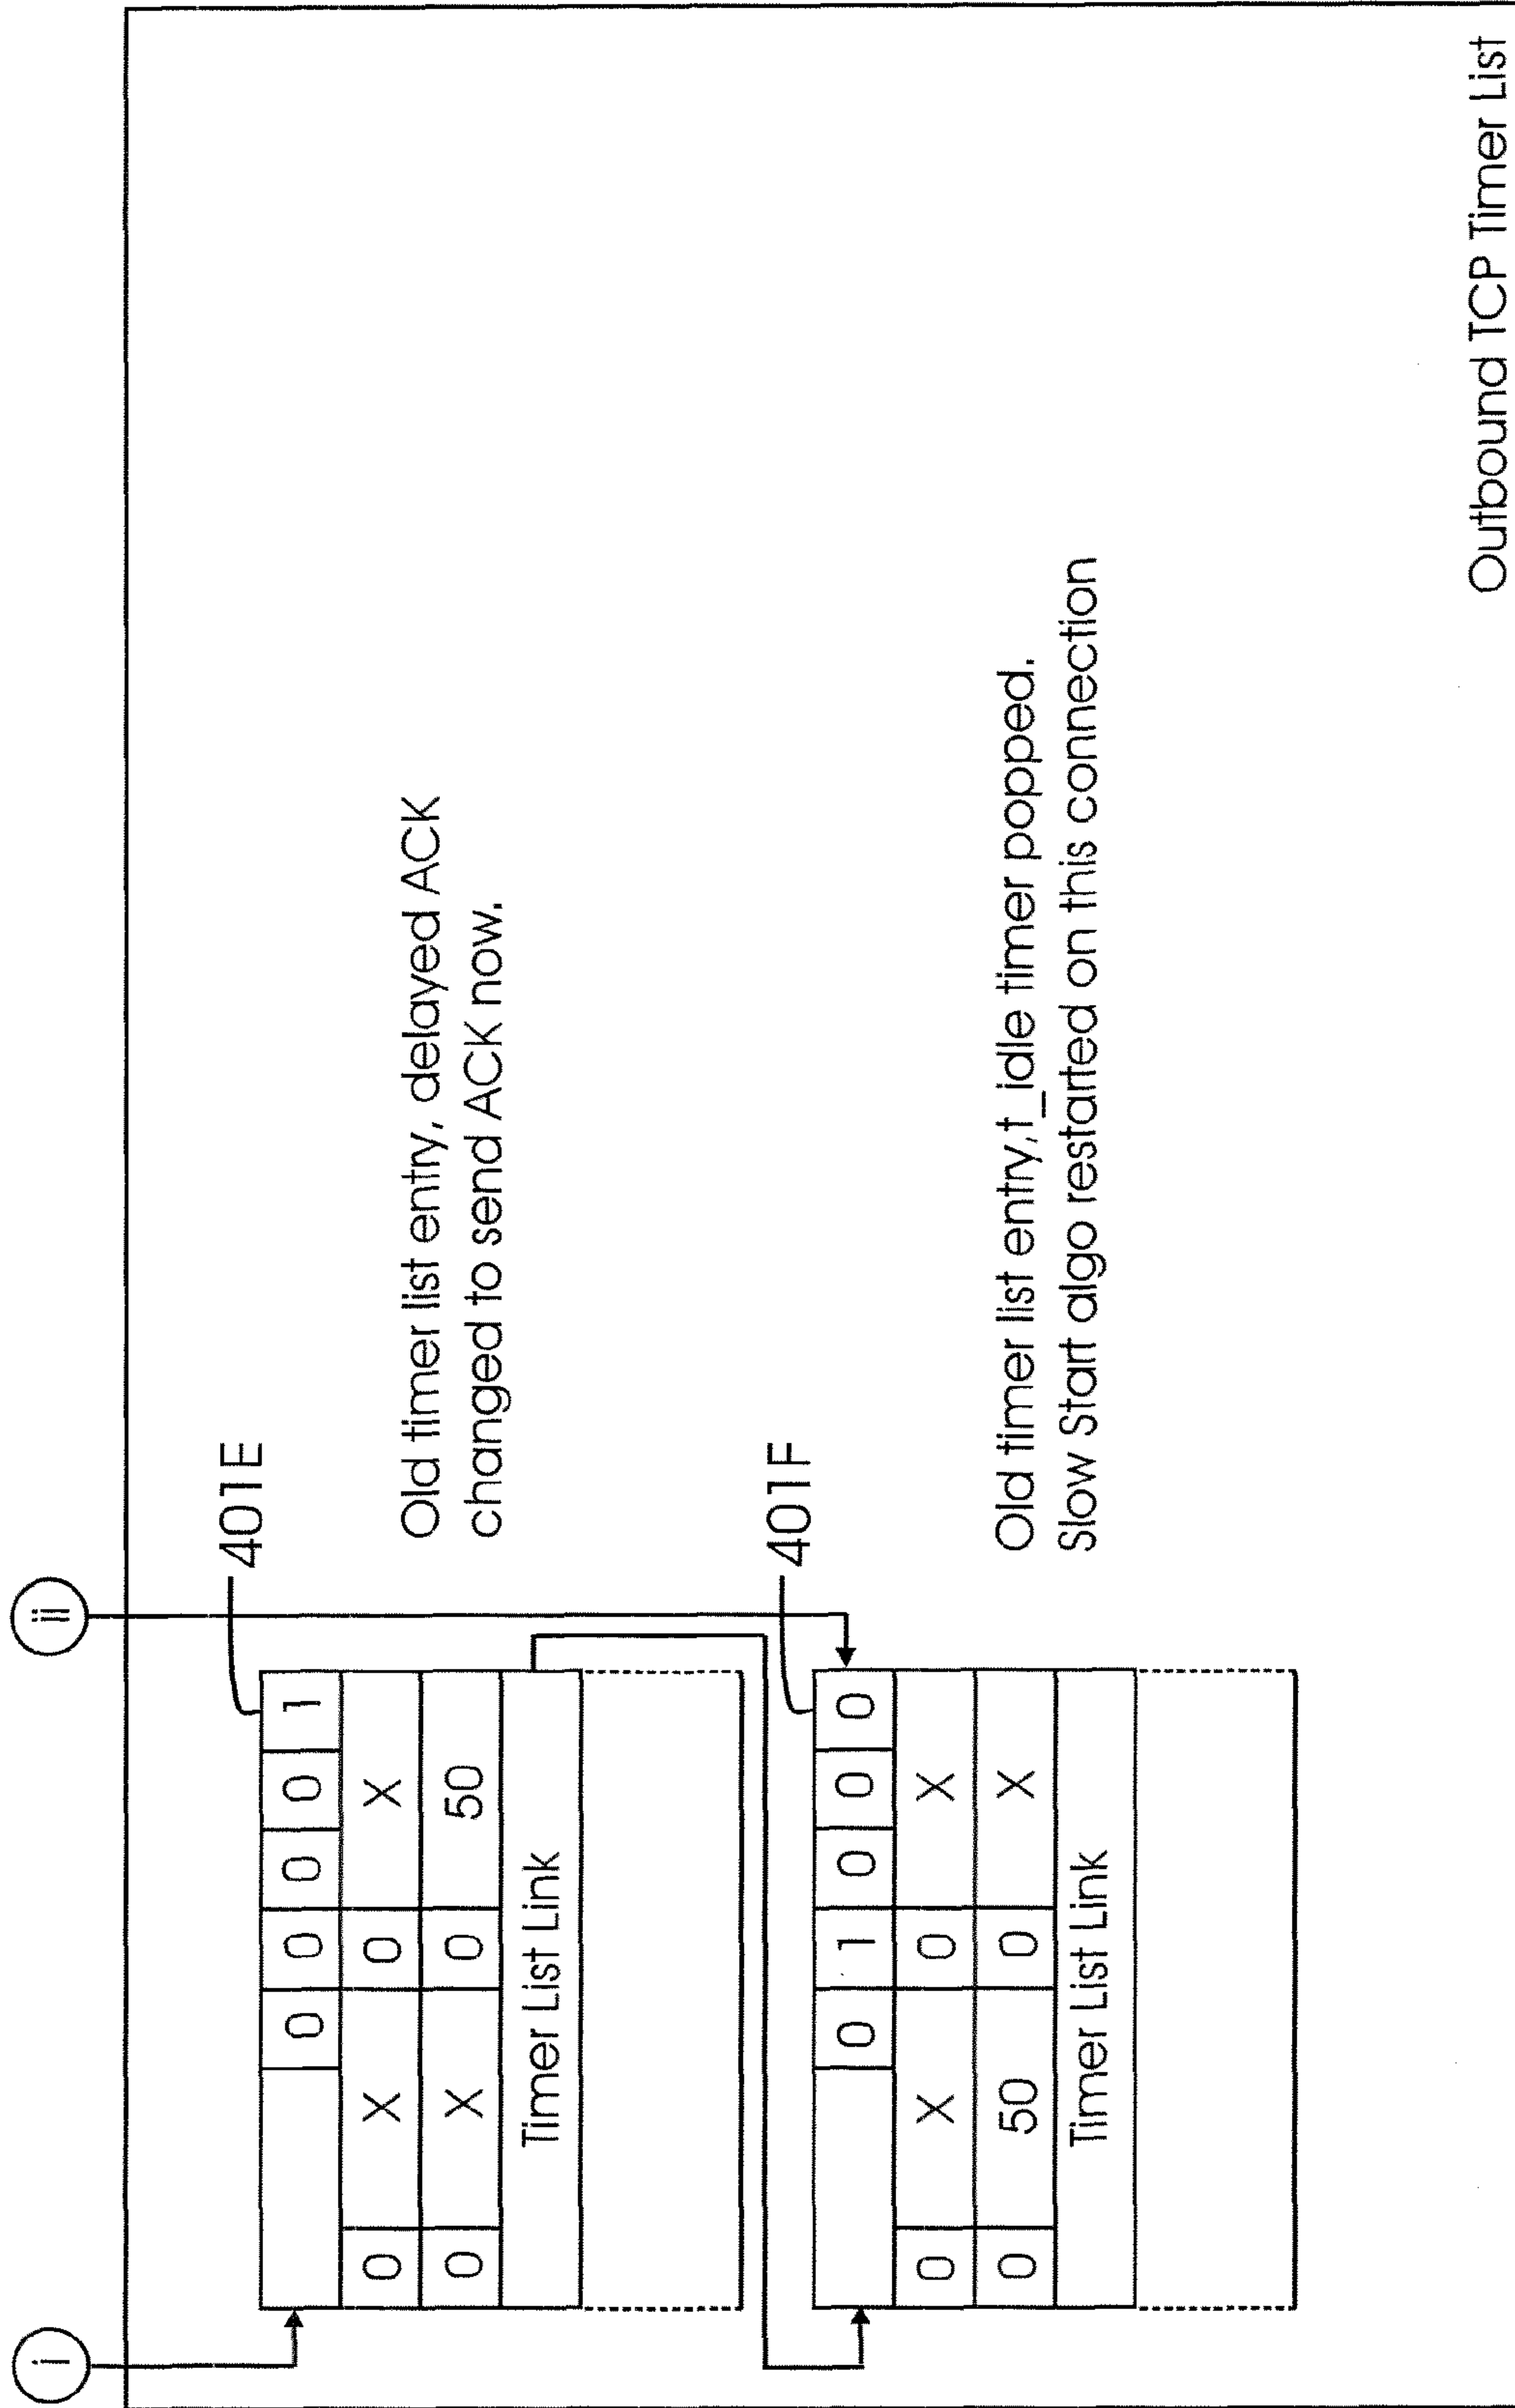 i
ii
401E
0 0 0 0 1
0 X 0 X
0 X 0 50
Timer List Link
Old timer list entry, delayed ACK
changed to send ACK now.
401F
0 1 0 0 0
0 X 0 X
0 50 0 X
Timer List Link
Old timer list entry,t_idle timer popped.
Slow Start algo restarted on this connection
Outbound TCP Timer List